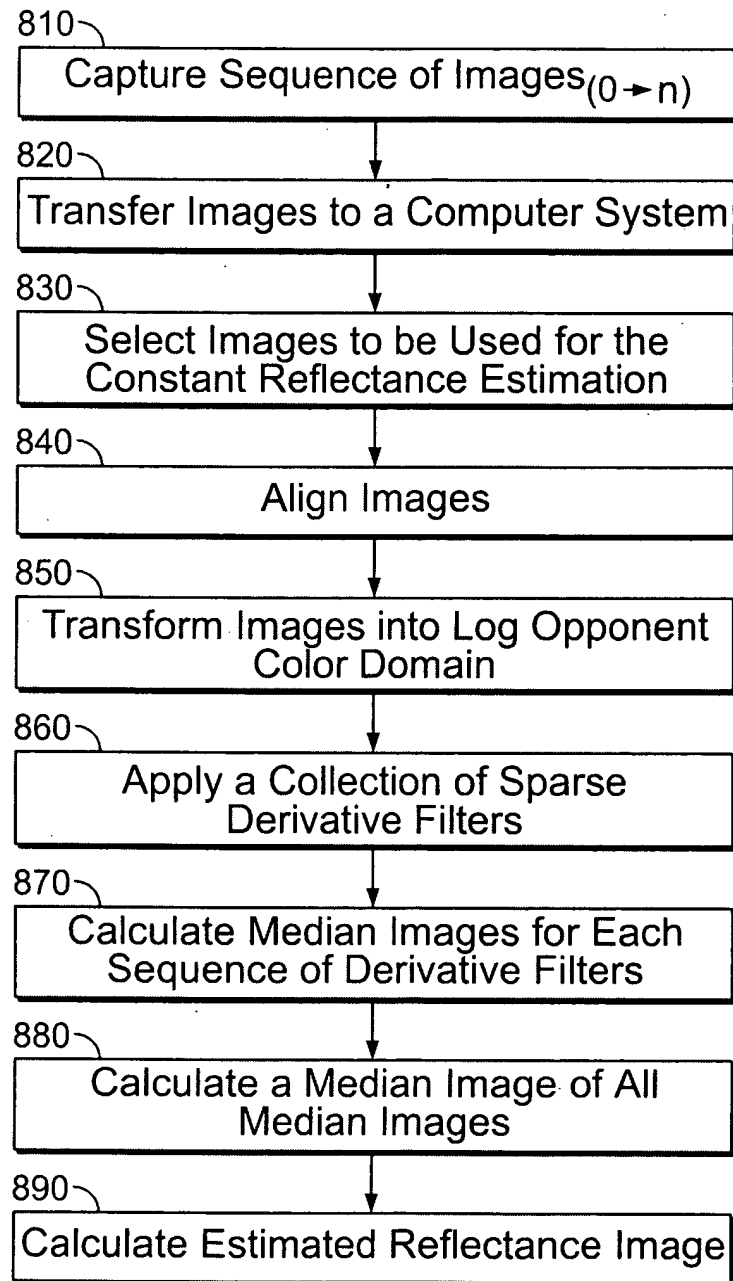 810
Capture Sequence of Images(0→n)
820
Transfer Images to a Computer System
830
Select Images to be Used for the
Constant Reflectance Estimation
840
Align Images
850
Transform Images into Log Opponent
Color Domain
860
Apply a Collection of Sparse
Derivative Filters
870
Calculate Median Images for Each
Sequence of Derivative Filters
880
Calculate a Median Image of All
Median Images
890
Calculate Estimated Reflectance Image